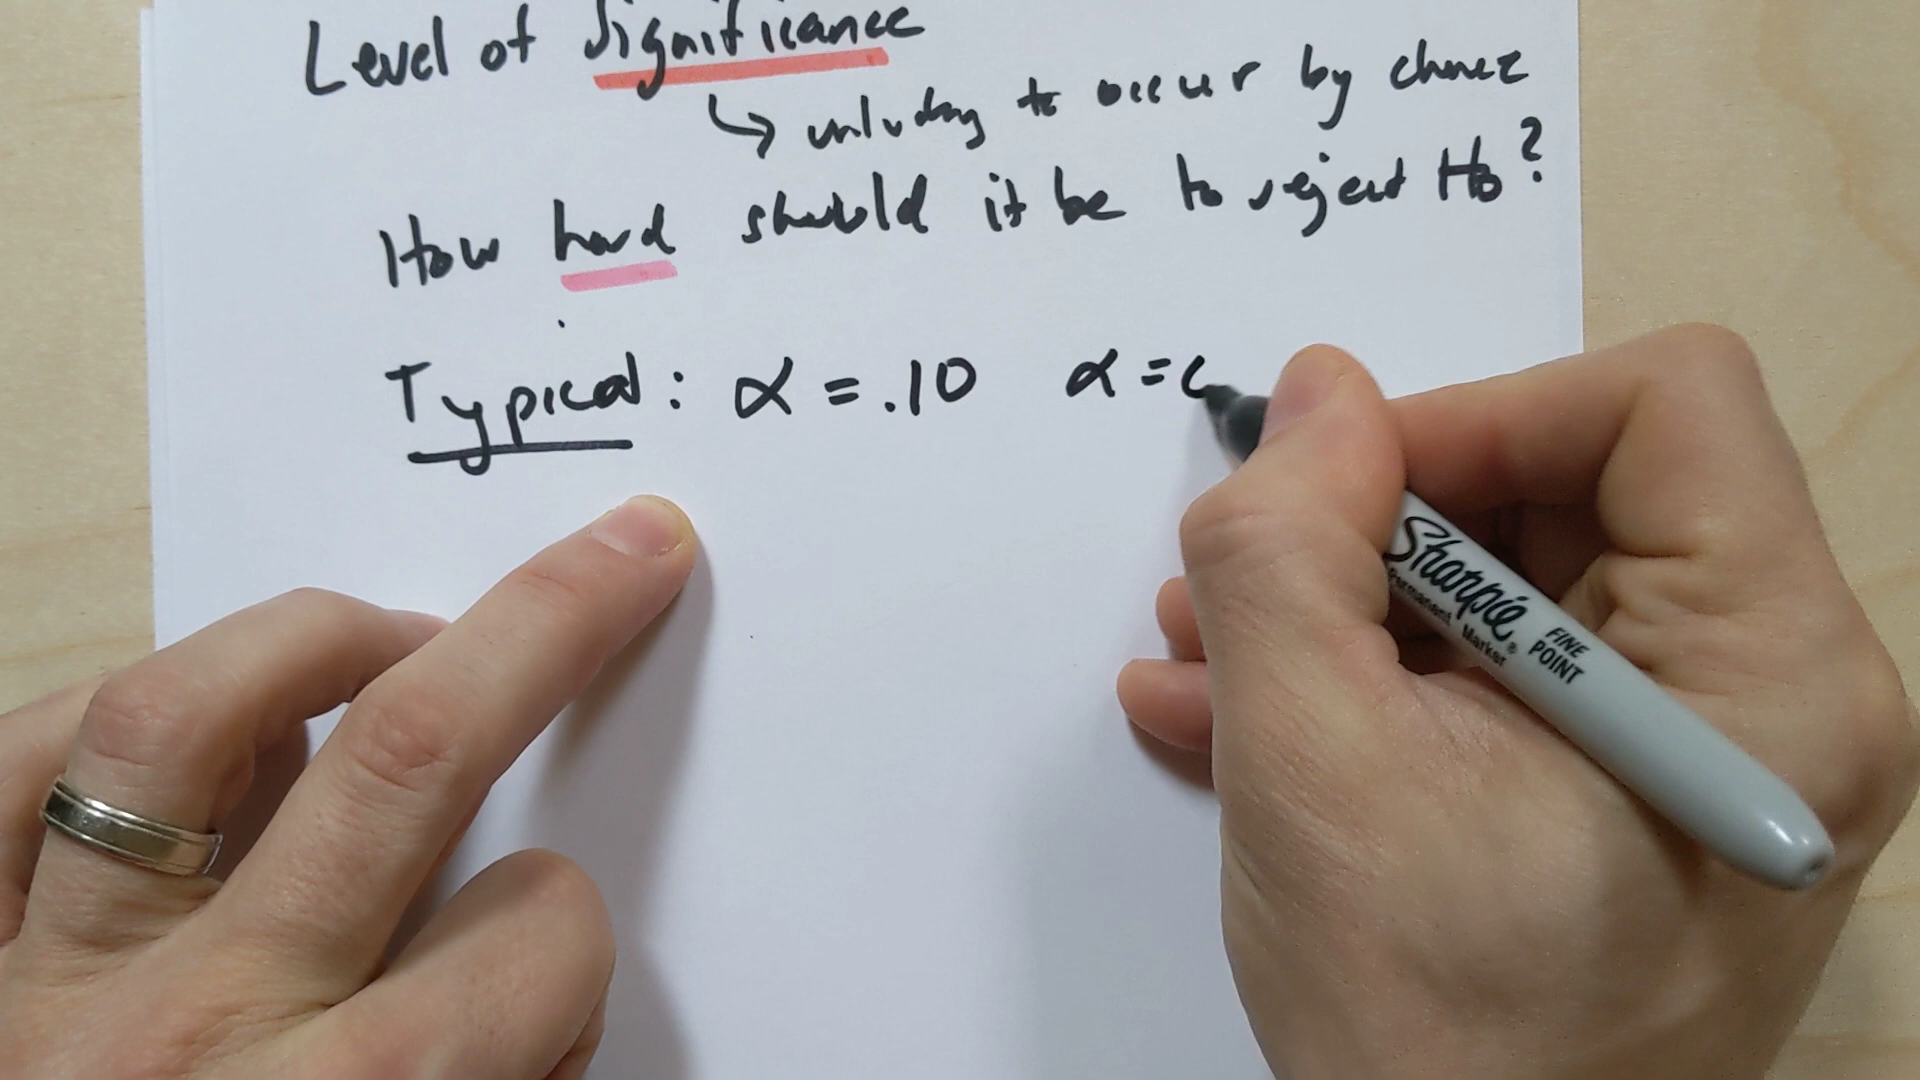 Level of Significance
↳ unlikely to occur by chance
How hard should it be to reject H₀?
Typical: α = .10 α =
Sharpie
Permanent Marker
FINE
POINT